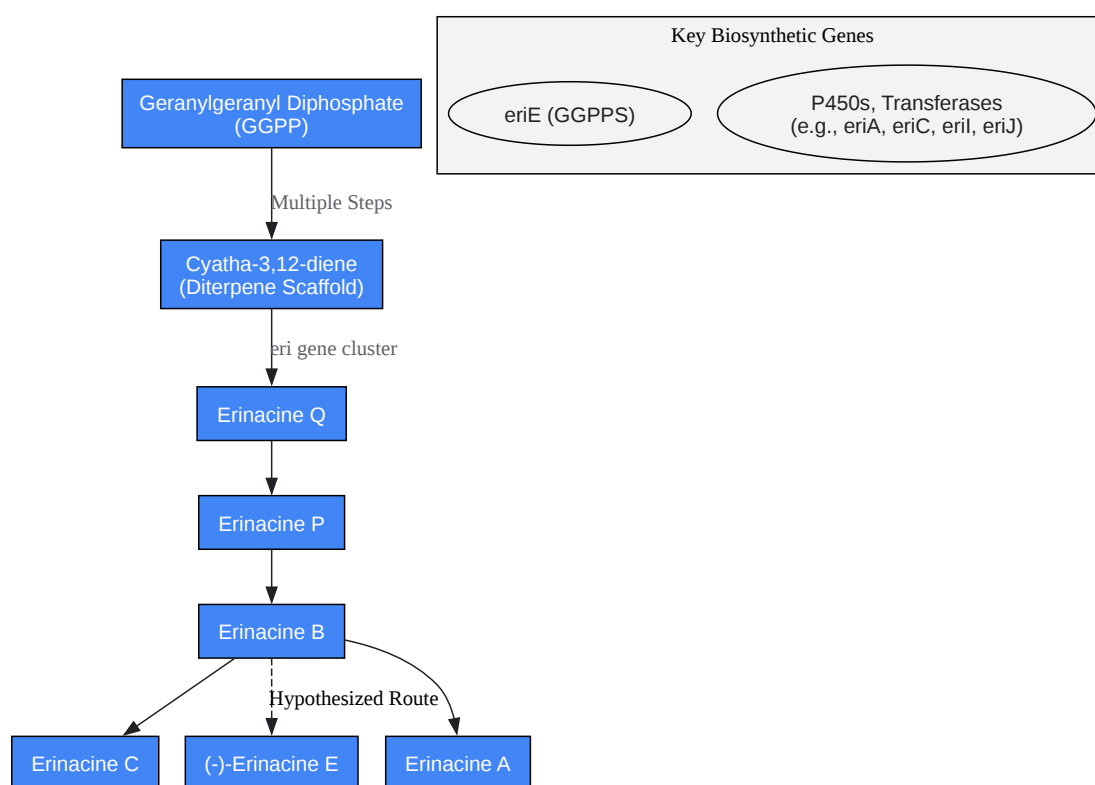 Key Biosynthetic Genes
Geranylgeranyl Diphosphate
(GGPP)
eriE (GGPPS)
P450s, Transferases
(e.g., eriA, eriC, eriI, eriJ)
Multiple Steps
Cyatha-3,12-diene
(Diterpene Scaffold)
eri gene cluster
Erinacine Q
Erinacine P
Erinacine B
Hypothesized Route
Erinacine C
(-)-Erinacine E
Erinacine A